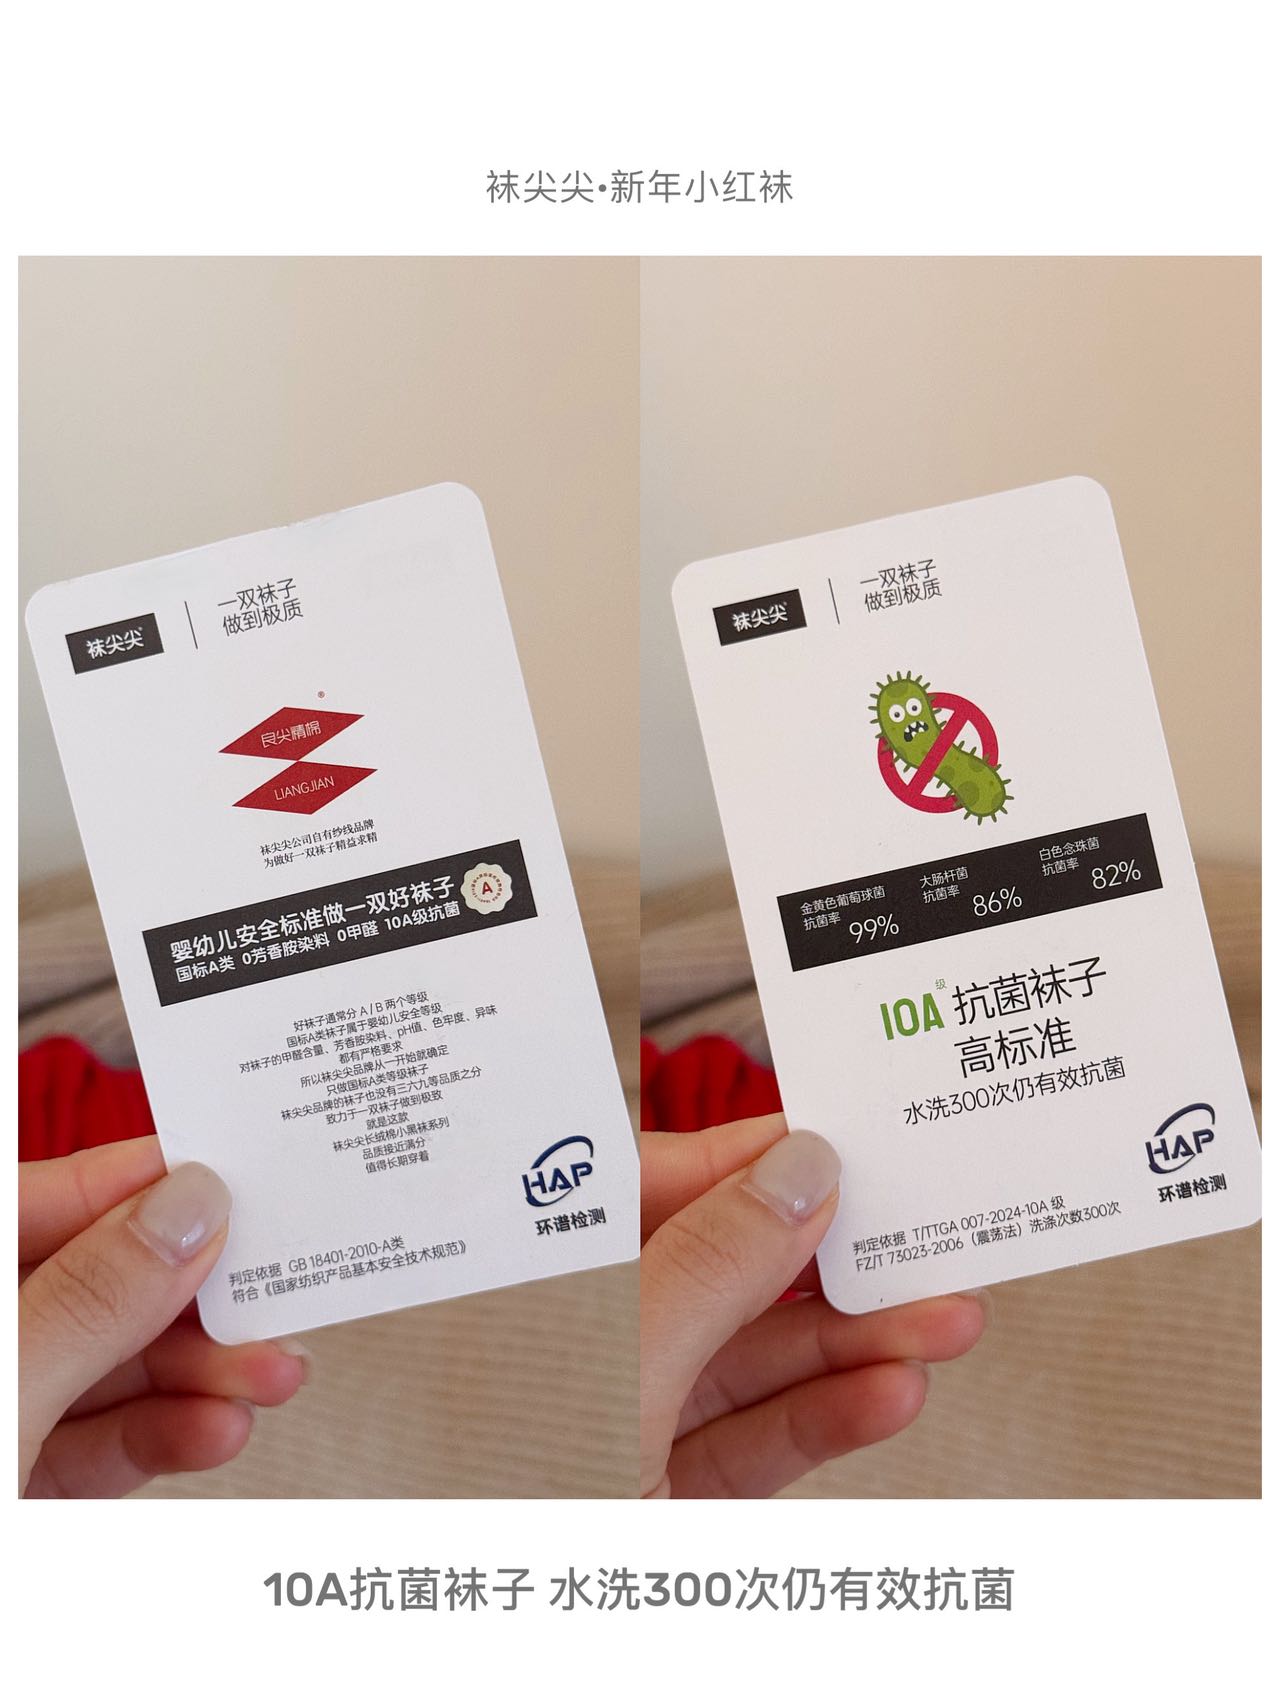 袜尖尖•新年小红袜
袜尖尖
一双袜子
做到极质
®
良尖精棉
LIANGJIAN
袜尖尖公司自有纱线品牌
为做好一双袜子精益求精
婴幼儿安全标准做一双好袜子
国标A类 0芳香胺染料 0甲醛 10A级抗菌
A
好袜子通常分 A / B 两个等级
国标A类袜子属于婴幼儿安全等级
对袜子的甲醛含量、芳香胺染料、pH值、色牢度、异味
都有严格要求
所以袜尖尖品牌从一开始就确定
只做国标A类等级袜子
袜尖尖品牌的袜子也没有三六九等品质之分
致力于一双袜子做到极致
就是这款
袜尖尖长绒棉小黑袜系列
品质接近满分
值得长期穿着
HAP
环谱检测
判定依据 GB 18401-2010-A类
符合《国家纺织产品基本安全技术规范》
袜尖尖
一双袜子
做到极质
金黄色葡萄球菌
抗菌率 99%
大肠杆菌
抗菌率 86%
白色念珠菌
抗菌率 82%
10A级 抗菌袜子
高标准
水洗300次仍有效抗菌
HAP
环谱检测
判定依据 T/TTGA 007-2024-10A 级
FZ/T 73023-2006（震荡法）洗涤次数300次
10A抗菌袜子 水洗300次仍有效抗菌